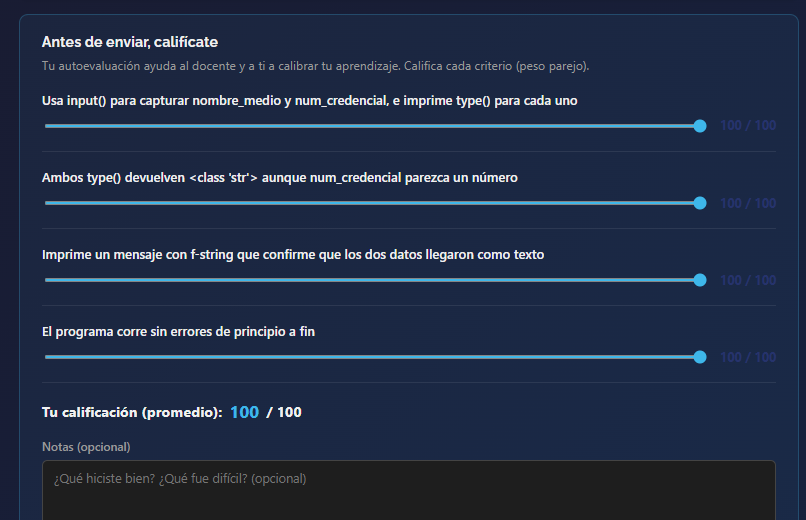 Antes de enviar, califícate
Tu autoevaluación ayuda al docente y a ti a calibrar tu aprendizaje. Califica cada criterio (peso parejo).
Usa input() para capturar nombre_medio y num_credencial, e imprime type() para cada uno
100 / 100
Ambos type() devuelven <class 'str'> aunque num_credencial parezca un número
100 / 100
Imprime un mensaje con f-string que confirme que los dos datos llegaron como texto
100 / 100
El programa corre sin errores de principio a fin
100 / 100
Tu calificación (promedio): 100 / 100
Notas (opcional)
¿Qué hiciste bien? ¿Qué fue difícil? (opcional)